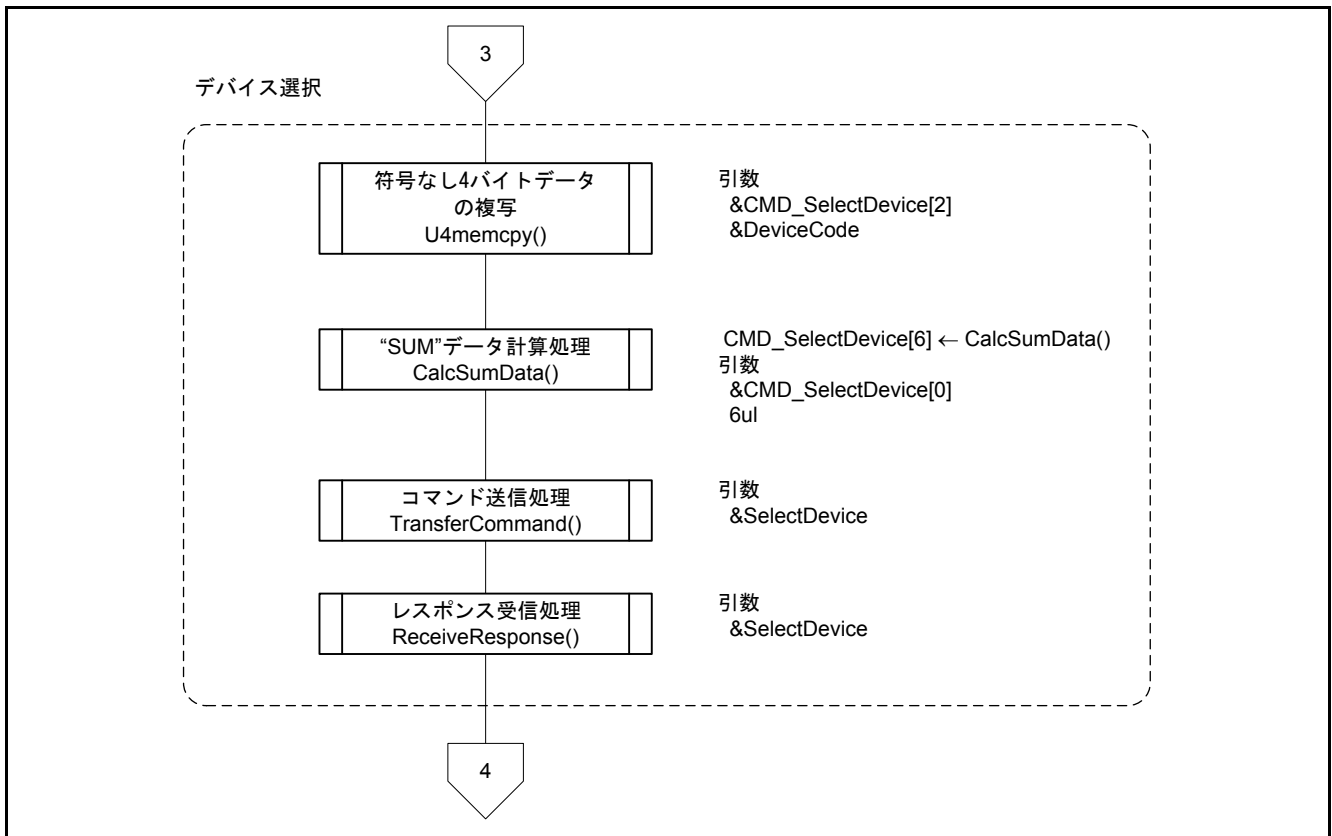 3
デバイス選択
符号なし4バイトデータ
の複写
U4memcpy()
引数
&CMD_SelectDevice[2]
&DeviceCode
“SUM”データ計算処理
CalcSumData()
CMD_SelectDevice[6] ← CalcSumData()
引数
&CMD_SelectDevice[0]
6ul
コマンド送信処理
TransferCommand()
引数
&SelectDevice
レスポンス受信処理
ReceiveResponse()
引数
&SelectDevice
4